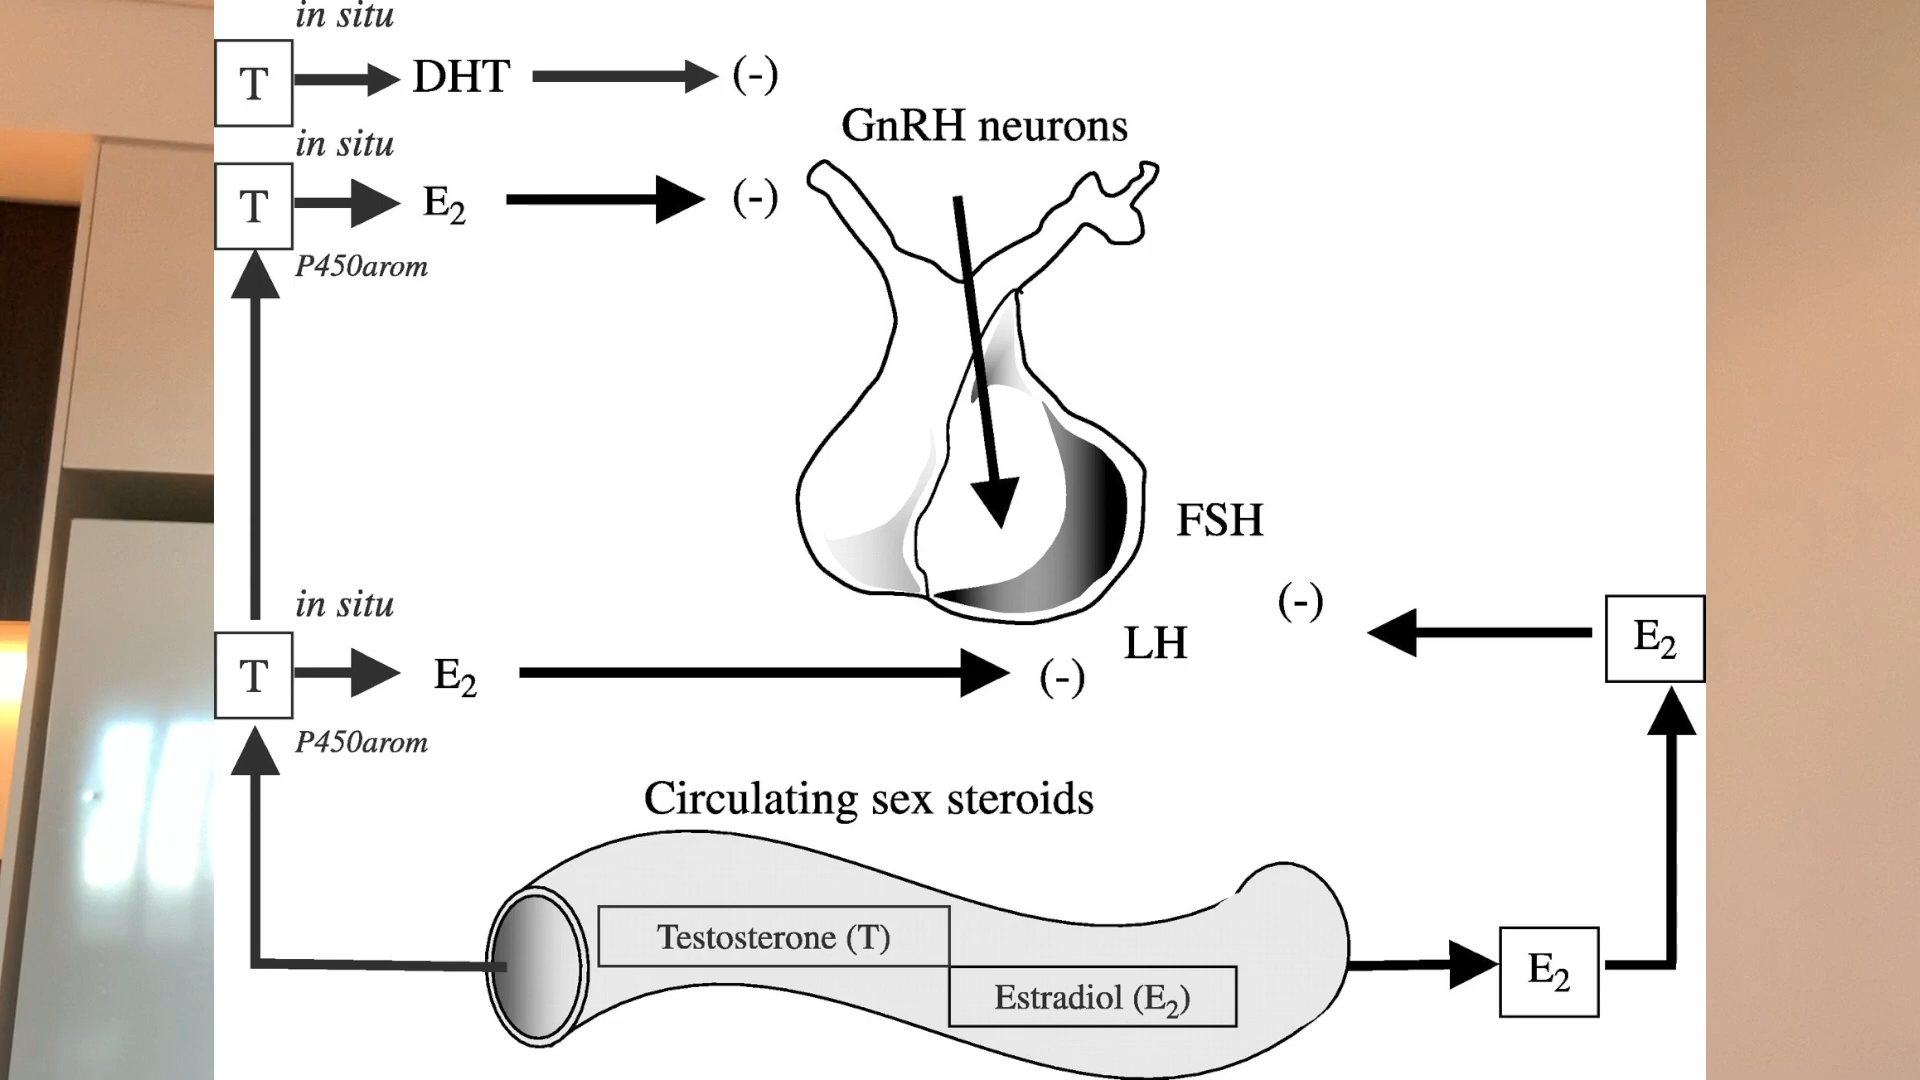 in situ
T
DHT
(-)
GnRH neurons
in situ
T
E₂
(-)
P450arom
FSH
in situ
(-)
T
E₂
(-)
LH
E₂
P450arom
Circulating sex steroids
Testosterone (T)
Estradiol (E₂)
E₂